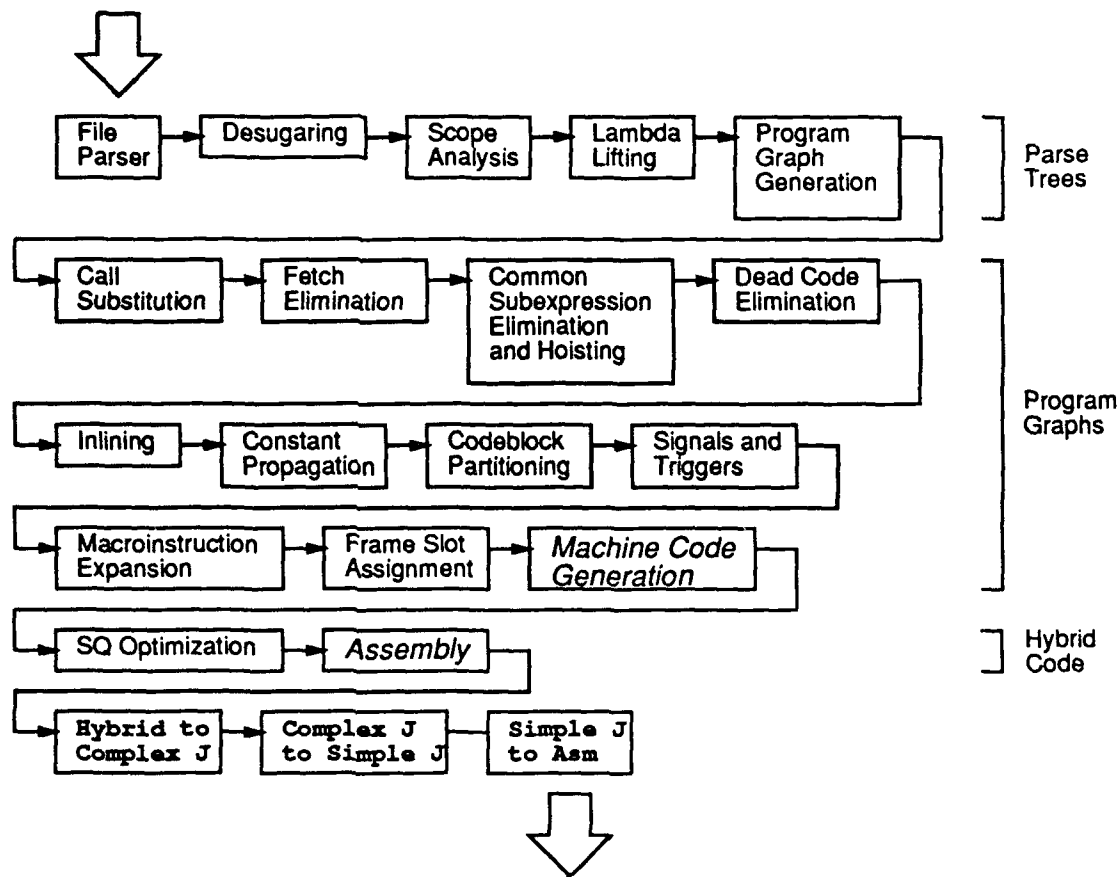 File
Parser
Desugaring
Scope
Analysis
Lambda
Lifting
Program
Graph
Generation
Parse
Trees
Call
Substitution
Fetch
Elimination
Common
Subexpression
Elimination
and Hoisting
Dead Code
Elimination
Program
Graphs
Inlining
Constant
Propagation
Codeblock
Partitioning
Signals and
Triggers
Macroinstruction
Expansion
Frame Slot
Assignment
Machine Code
Generation
SQ Optimization
Assembly
Hybrid
Code
Hybrid to
Complex J
Complex J
to Simple J
Simple J
to Asm